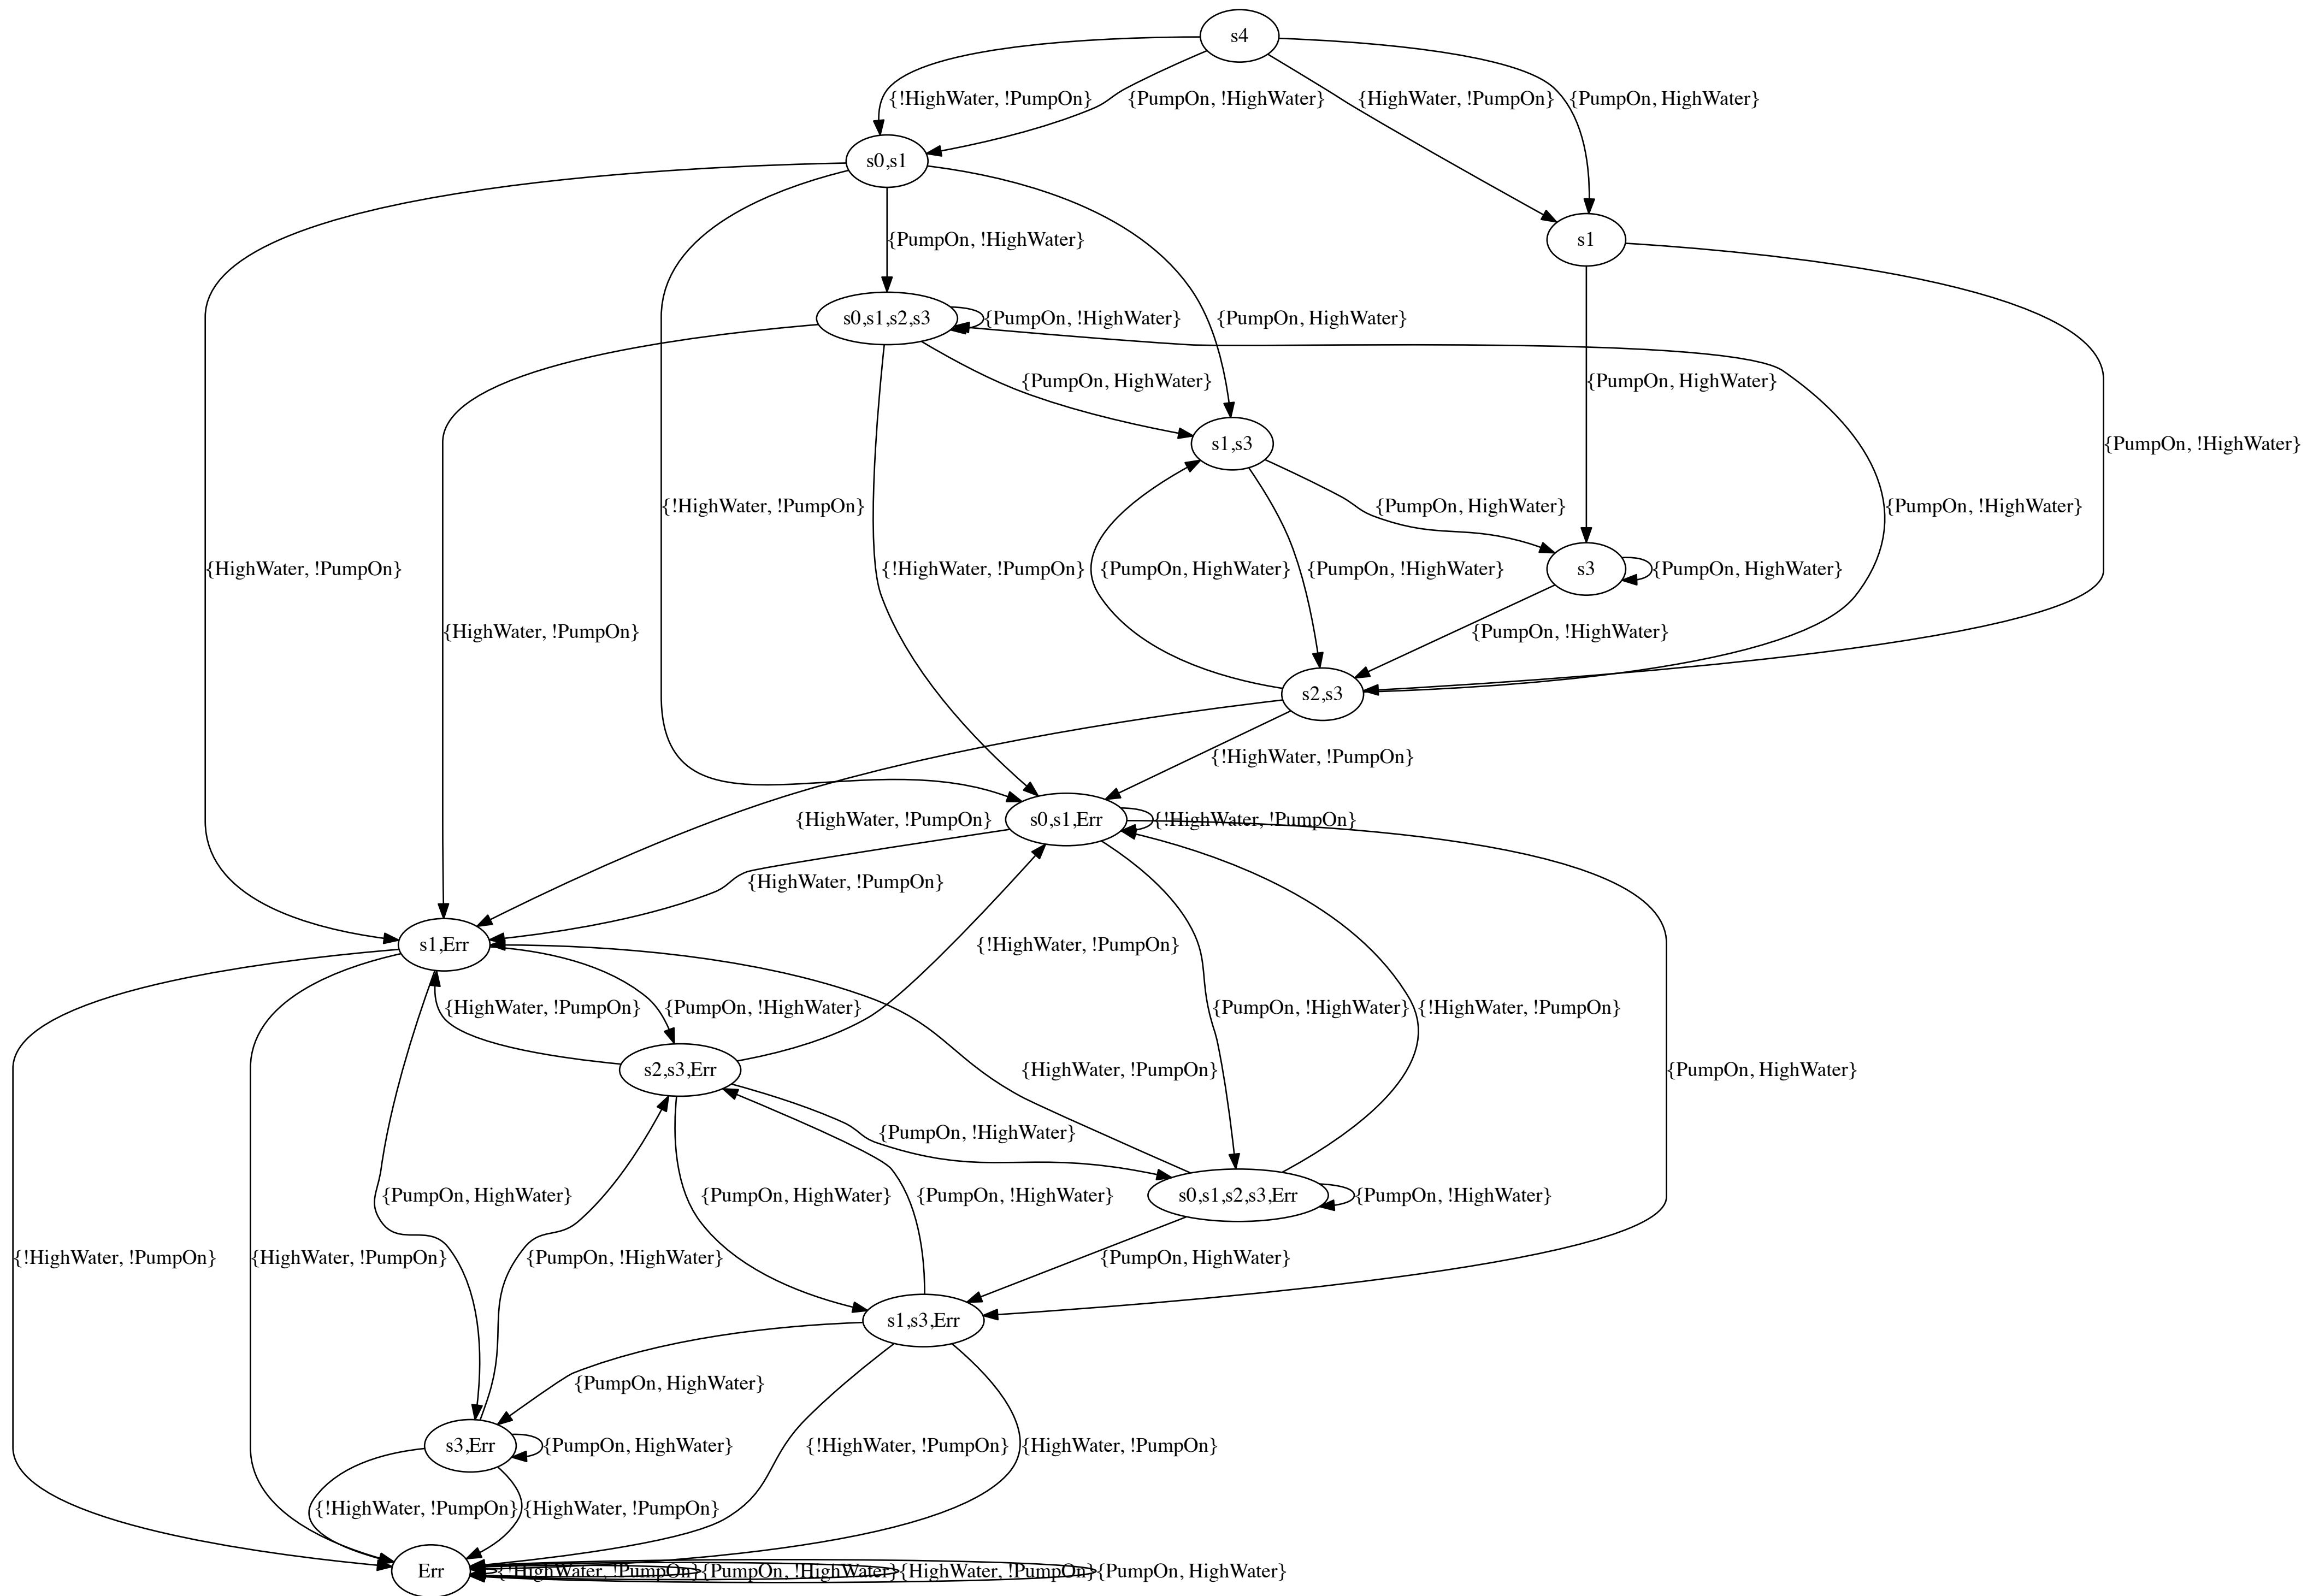 s4
{!HighWater, !PumpOn}
{PumpOn, !HighWater}
{HighWater, !PumpOn}
{PumpOn, HighWater}
s0,s1
s1
{PumpOn, !HighWater}
s0,s1,s2,s3
{PumpOn, !HighWater}
{PumpOn, HighWater}
{PumpOn, HighWater}
{PumpOn, HighWater}
s1,s3
{PumpOn, !HighWater}
{!HighWater, !PumpOn}
{PumpOn, HighWater}
{PumpOn, !HighWater}
{HighWater, !PumpOn}
{!HighWater, !PumpOn}
{PumpOn, HighWater}
{PumpOn, !HighWater}
s3
{PumpOn, HighWater}
{HighWater, !PumpOn}
{PumpOn, !HighWater}
s2,s3
{!HighWater, !PumpOn}
{HighWater, !PumpOn}
s0,s1,Err
{!HighWater, !PumpOn}
{HighWater, !PumpOn}
s1,Err
{!HighWater, !PumpOn}
{HighWater, !PumpOn}
{PumpOn, !HighWater}
{PumpOn, !HighWater}
{!HighWater, !PumpOn}
s2,s3,Err
{HighWater, !PumpOn}
{PumpOn, HighWater}
{PumpOn, !HighWater}
{PumpOn, HighWater}
{PumpOn, HighWater}
{PumpOn, !HighWater}
s0,s1,s2,s3,Err
{PumpOn, !HighWater}
{!HighWater, !PumpOn}
{HighWater, !PumpOn}
{PumpOn, !HighWater}
{PumpOn, HighWater}
s1,s3,Err
{PumpOn, HighWater}
s3,Err
{PumpOn, HighWater}
{!HighWater, !PumpOn}
{HighWater, !PumpOn}
{!HighWater, !PumpOn}
{HighWater, !PumpOn}
Err
{!HighWater, !PumpOn}
{PumpOn, !HighWater}
{HighWater, !PumpOn}
{PumpOn, HighWater}